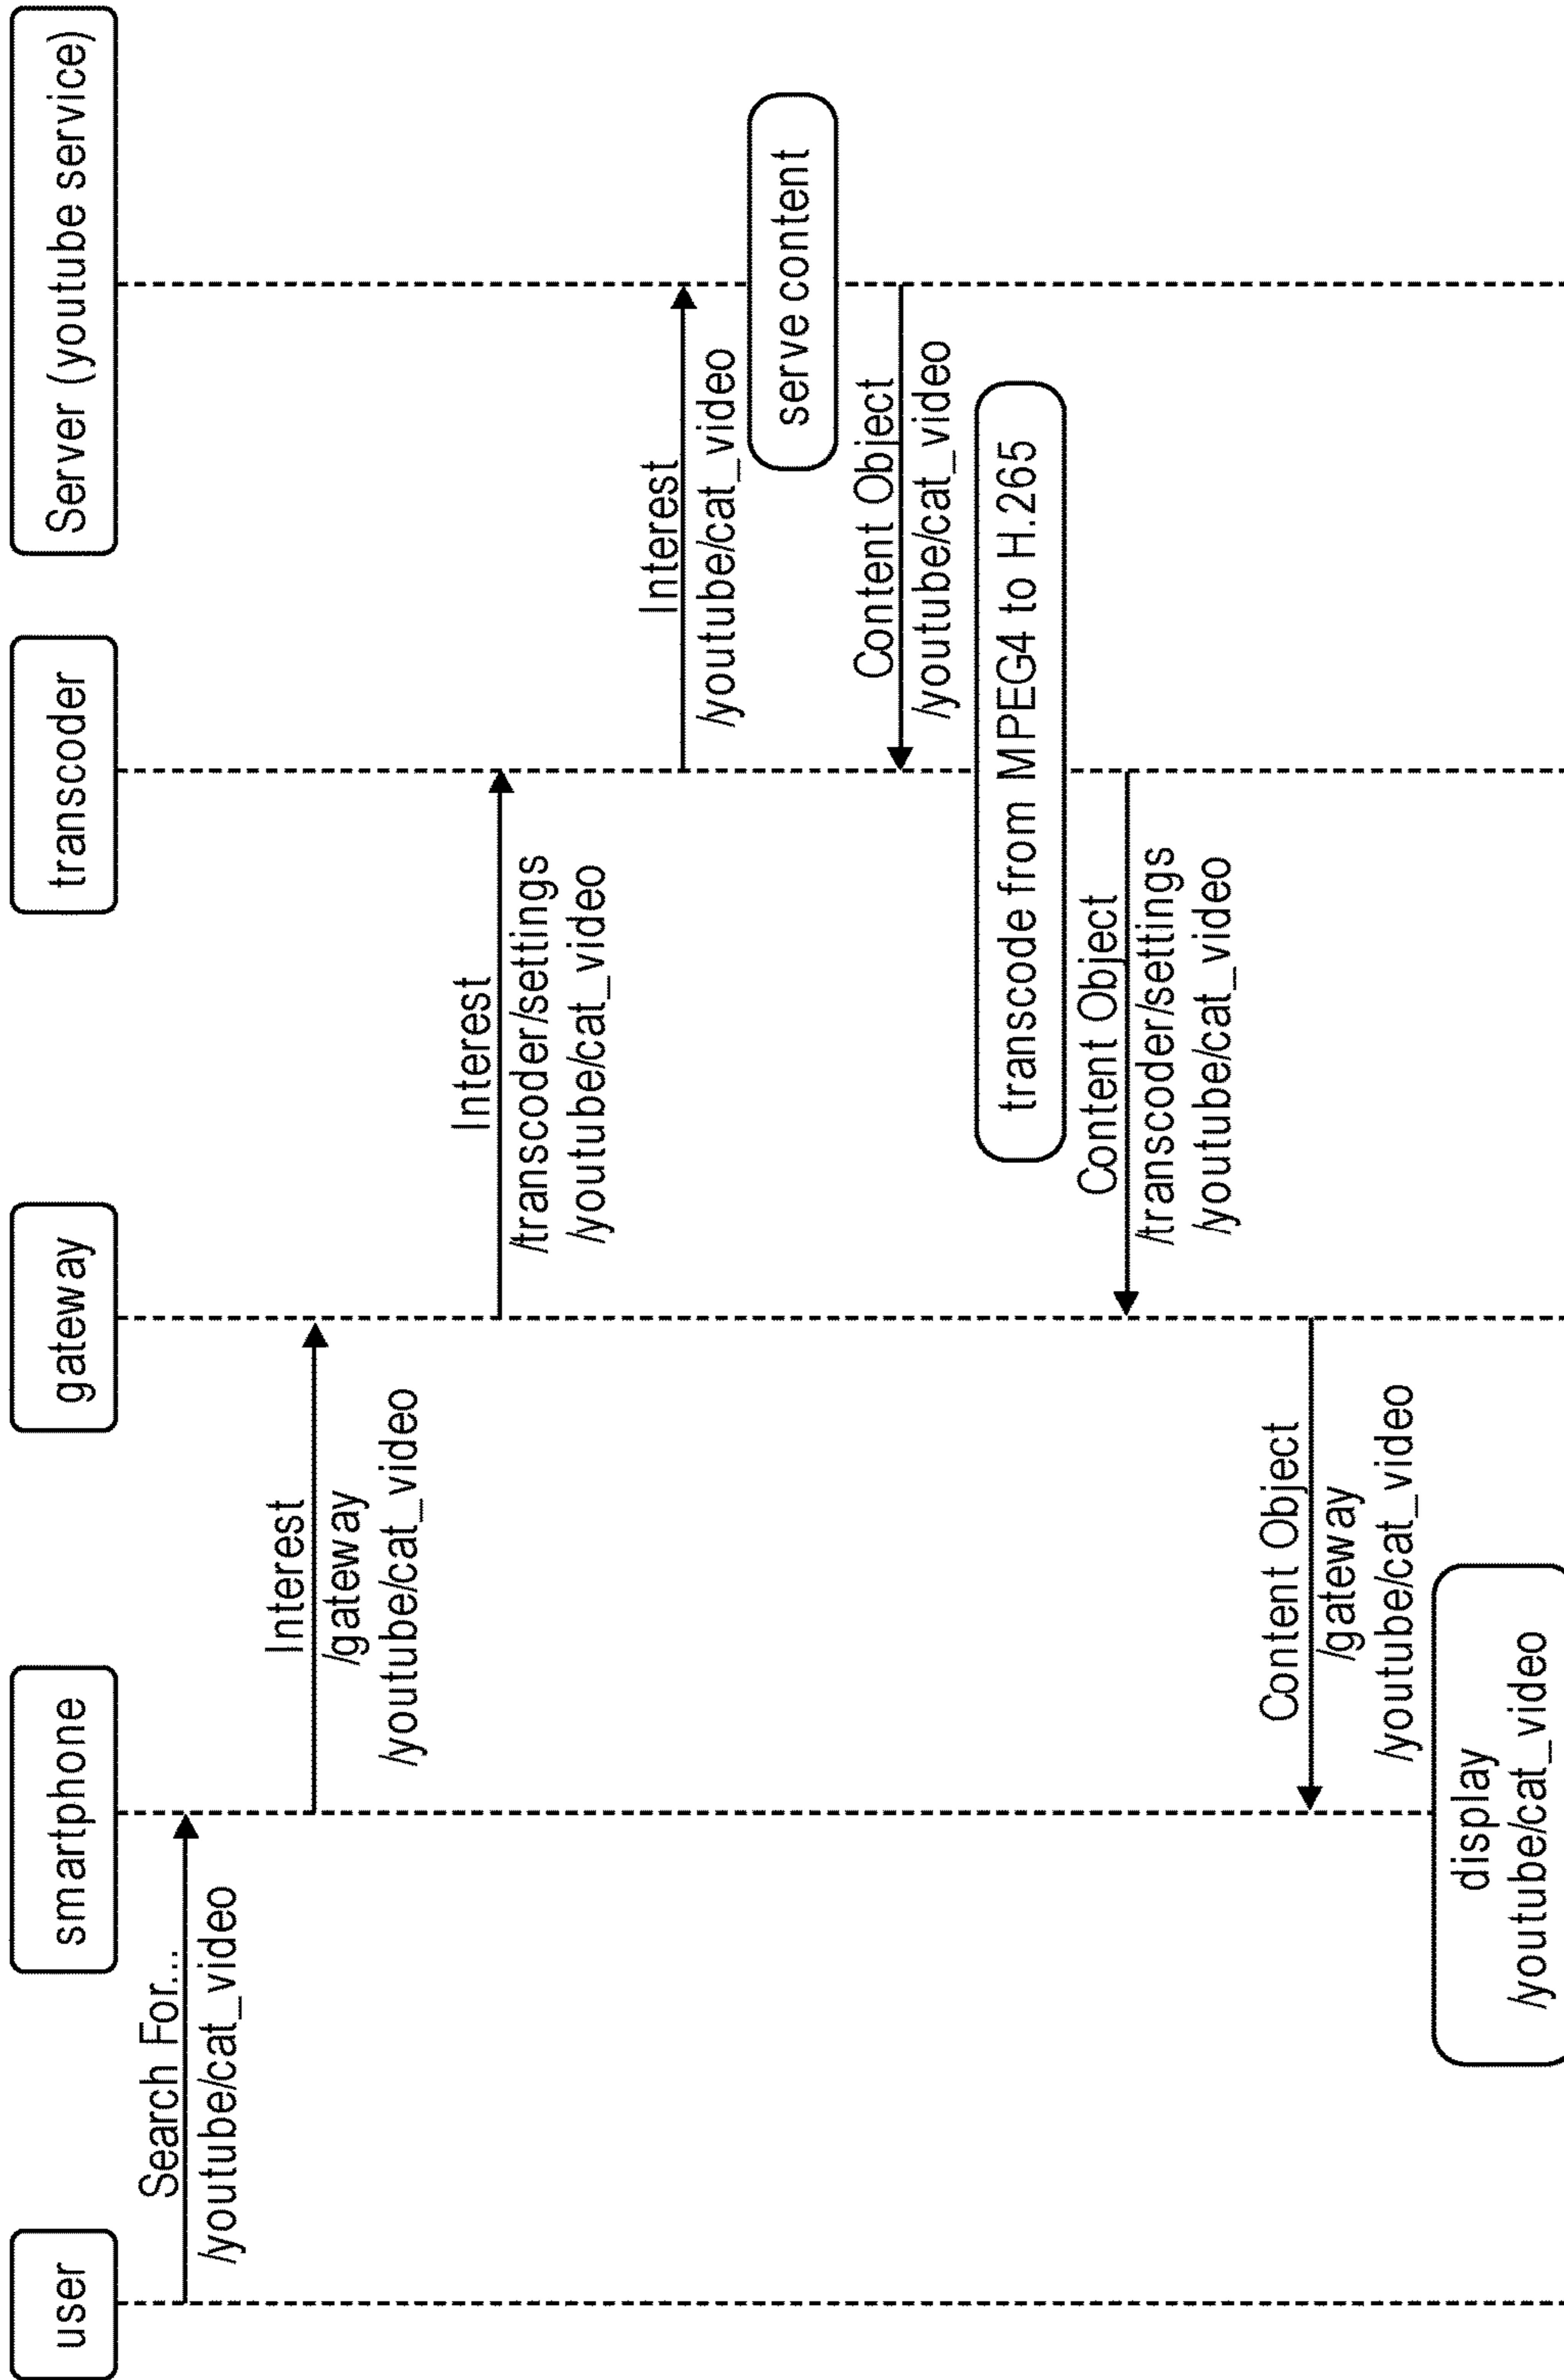 user
smartphone
gateway
transcoder
Server (youtube service)
Search For...
/youtube/cat_video
Interest
/gateway
/youtube/cat_video
Interest
/transcoder/settings
/youtube/cat_video
Interest
/youtube/cat_video
serve content
Content Object
/youtube/cat_video
transcode from MPEG4 to H.265
Content Object
/transcoder/settings
/youtube/cat_video
Content Object
/gateway
/youtube/cat_video
display
/youtube/cat_video